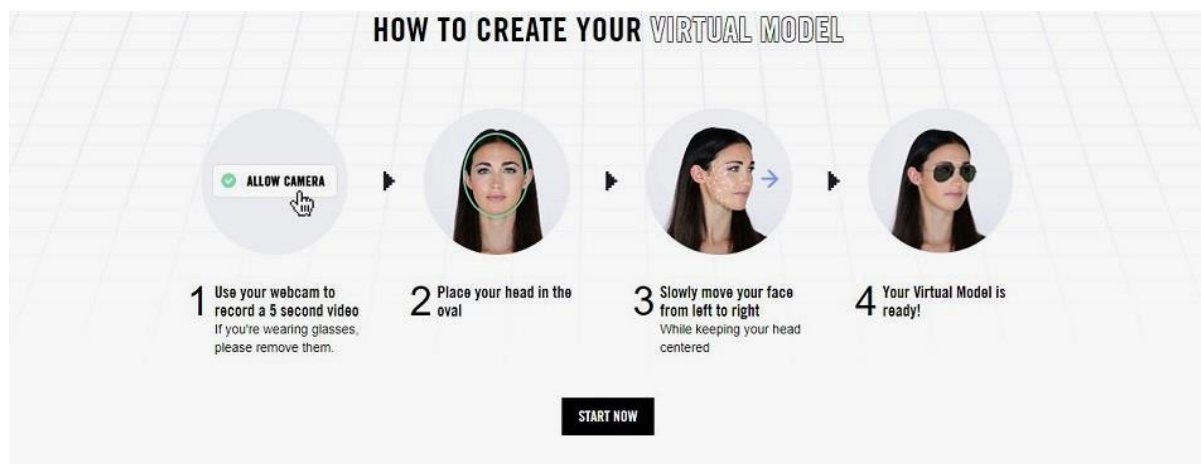 HOW TO CREATE YOUR VIRTUAL MODEL
ALLOW CAMERA
1 Use your webcam to
record a 5 second video
If you're wearing glasses,
please remove them.
2 Place your head in the
oval
3 Slowly move your face
from left to right
While keeping your head
centered
4 Your Virtual Model is
ready!
START NOW